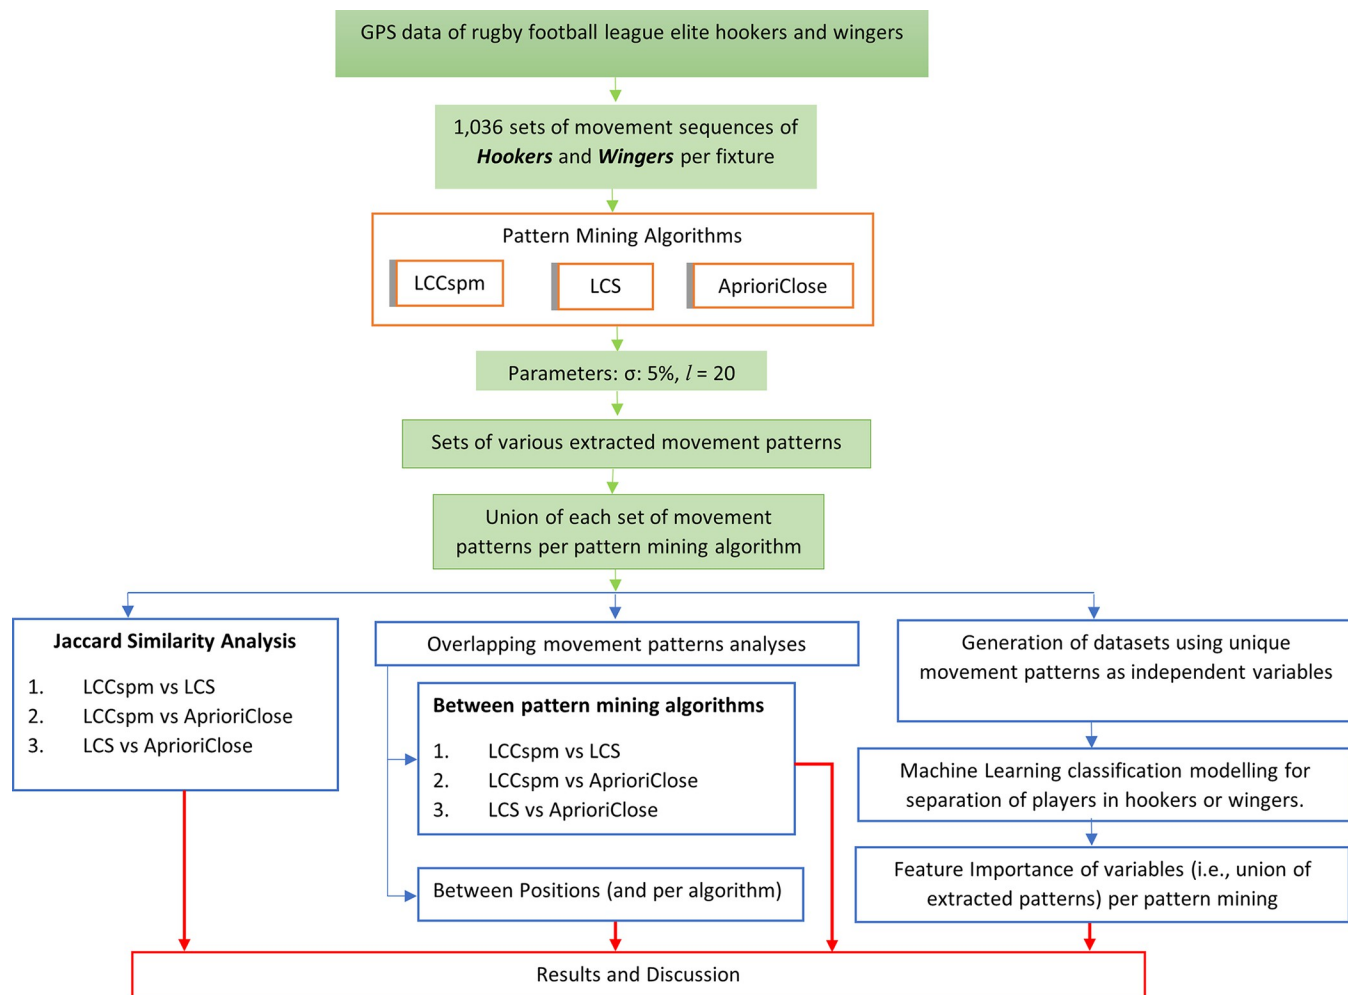 GPS data of rugby football league elite hookers and wingers
1,036 sets of movement sequences of
Hookers and Wingers per fixture
Pattern Mining Algorithms
LCCspm
LCS
AprioriClose
Parameters: σ: 5%, l = 20
Sets of various extracted movement patterns
Union of each set of movement
patterns per pattern mining algorithm
Jaccard Similarity Analysis
1. LCCspm vs LCS
2. LCCspm vs AprioriClose
3. LCS vs AprioriClose
Overlapping movement patterns analyses
Between pattern mining algorithms
1. LCCspm vs LCS
2. LCCspm vs AprioriClose
3. LCS vs AprioriClose
Between Positions (and per algorithm)
Generation of datasets using unique
movement patterns as independent variables
Machine Learning classification modelling for
separation of players in hookers or wingers.
Feature Importance of variables (i.e., union of
extracted patterns) per pattern mining
Results and Discussion